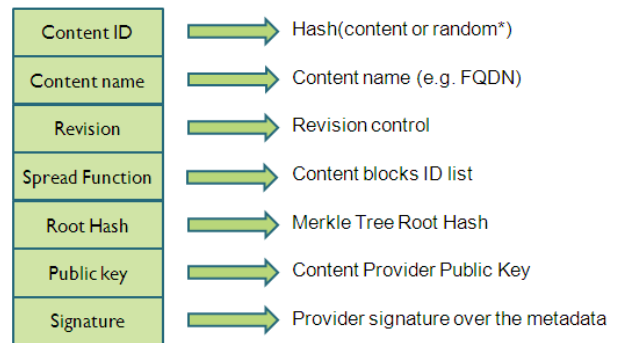 Content ID
Hash(content or random*)
Content name
Content name (e.g. FQDN)
Revision
Revision control
Spread Function
Content blocks ID list
Root Hash
Merkle Tree Root Hash
Public key
Content Provider Public Key
Signature
Provider signature over the metadata